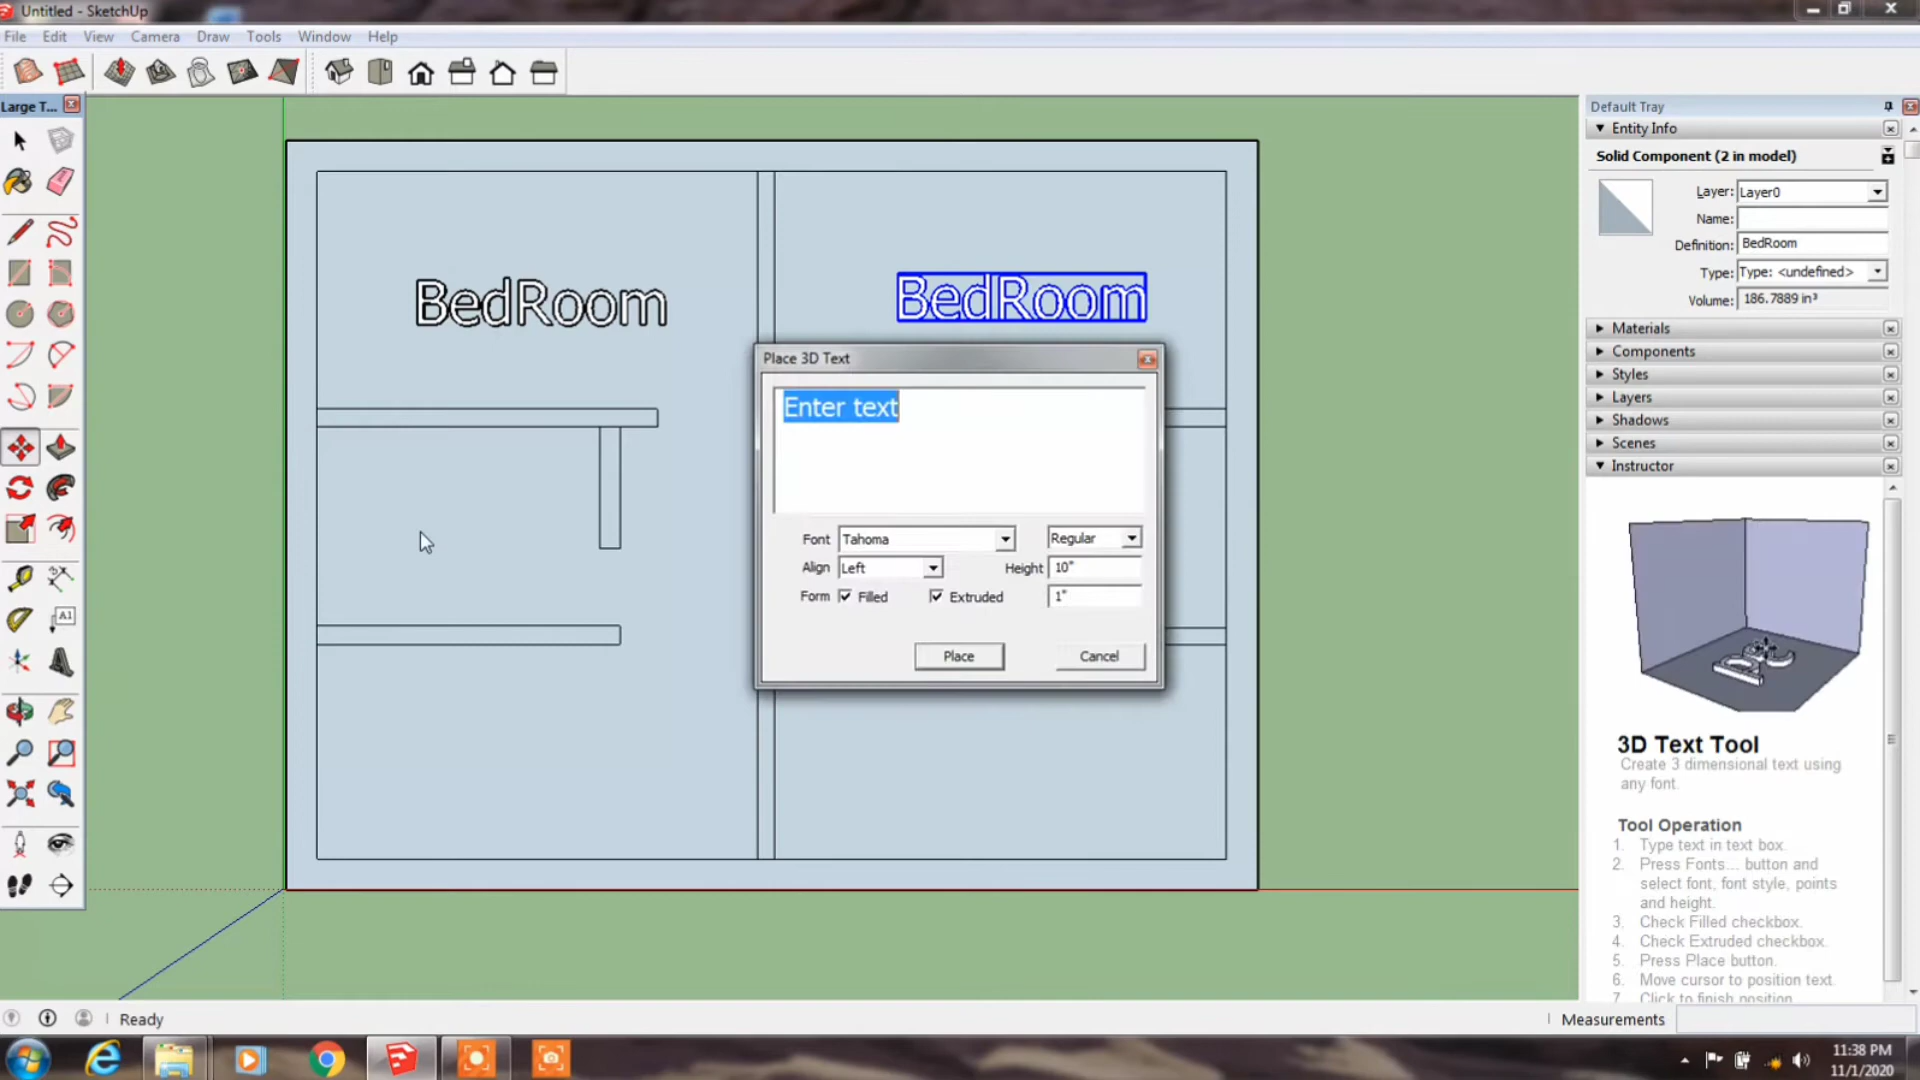 Untitled - SketchUp
File Edit View Camera Draw Tools Window Help
Large T...
Default Tray
Entity Info
Solid Component (2 in model)
Layer: Layer0
Name:
Definition: BedRoom
Type: Type: <undefined>
Volume: 186.7889 in³
Materials
Components
Styles
Layers
Shadows
Scenes
Instructor
BedRoom
BedRoom
Place 3D Text
Enter text
Font Tahoma Regular
Align Left Height 10"
Form Filled Extruded 1"
Place Cancel
A1
3D Text Tool
Create 3 dimensional text using
any font.
Tool Operation
1. Type text in text box.
2. Press Fonts... button and
select font, font style, points
and height.
3. Check Filled checkbox.
4. Check Extruded checkbox.
5. Press Place button.
6. Move cursor to position text.
7. Click to finish position
Ready
Measurements
11:38 PM
11/1/2020